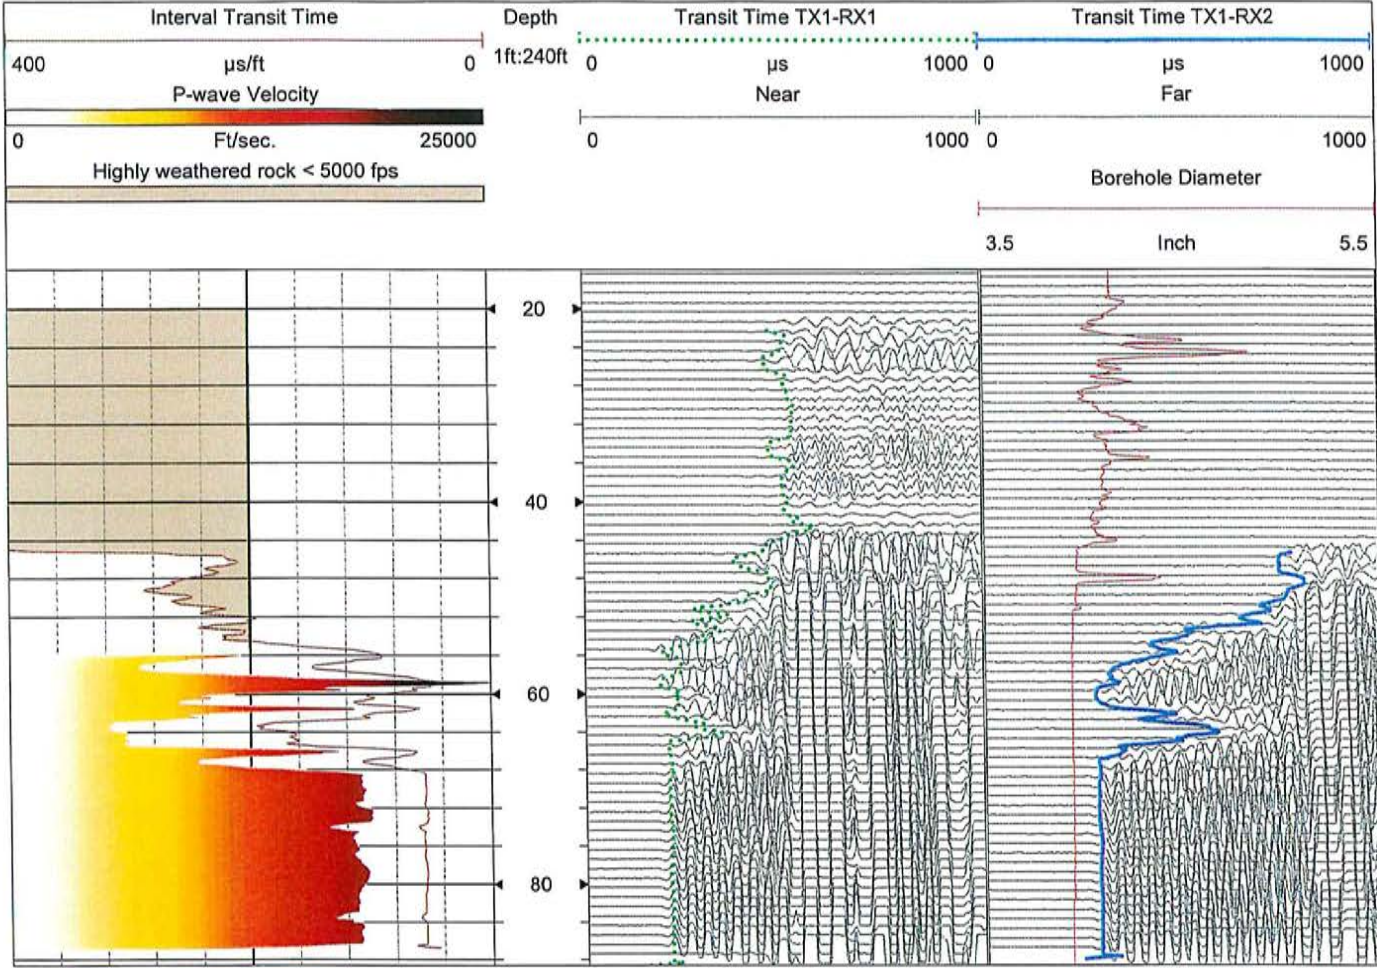 Interval Transit Time Depth Transit Time TX1-RX1 Transit Time TX1-RX2
400 µs/ft 0 1ft:240ft 0 µs 1000 0 µs 1000
P-wave Velocity Near Far
0 Ft/sec. 25000 0 1000 0 1000
Highly weathered rock < 5000 fps
Borehole Diameter
3.5 Inch 5.5
20
40
60
80